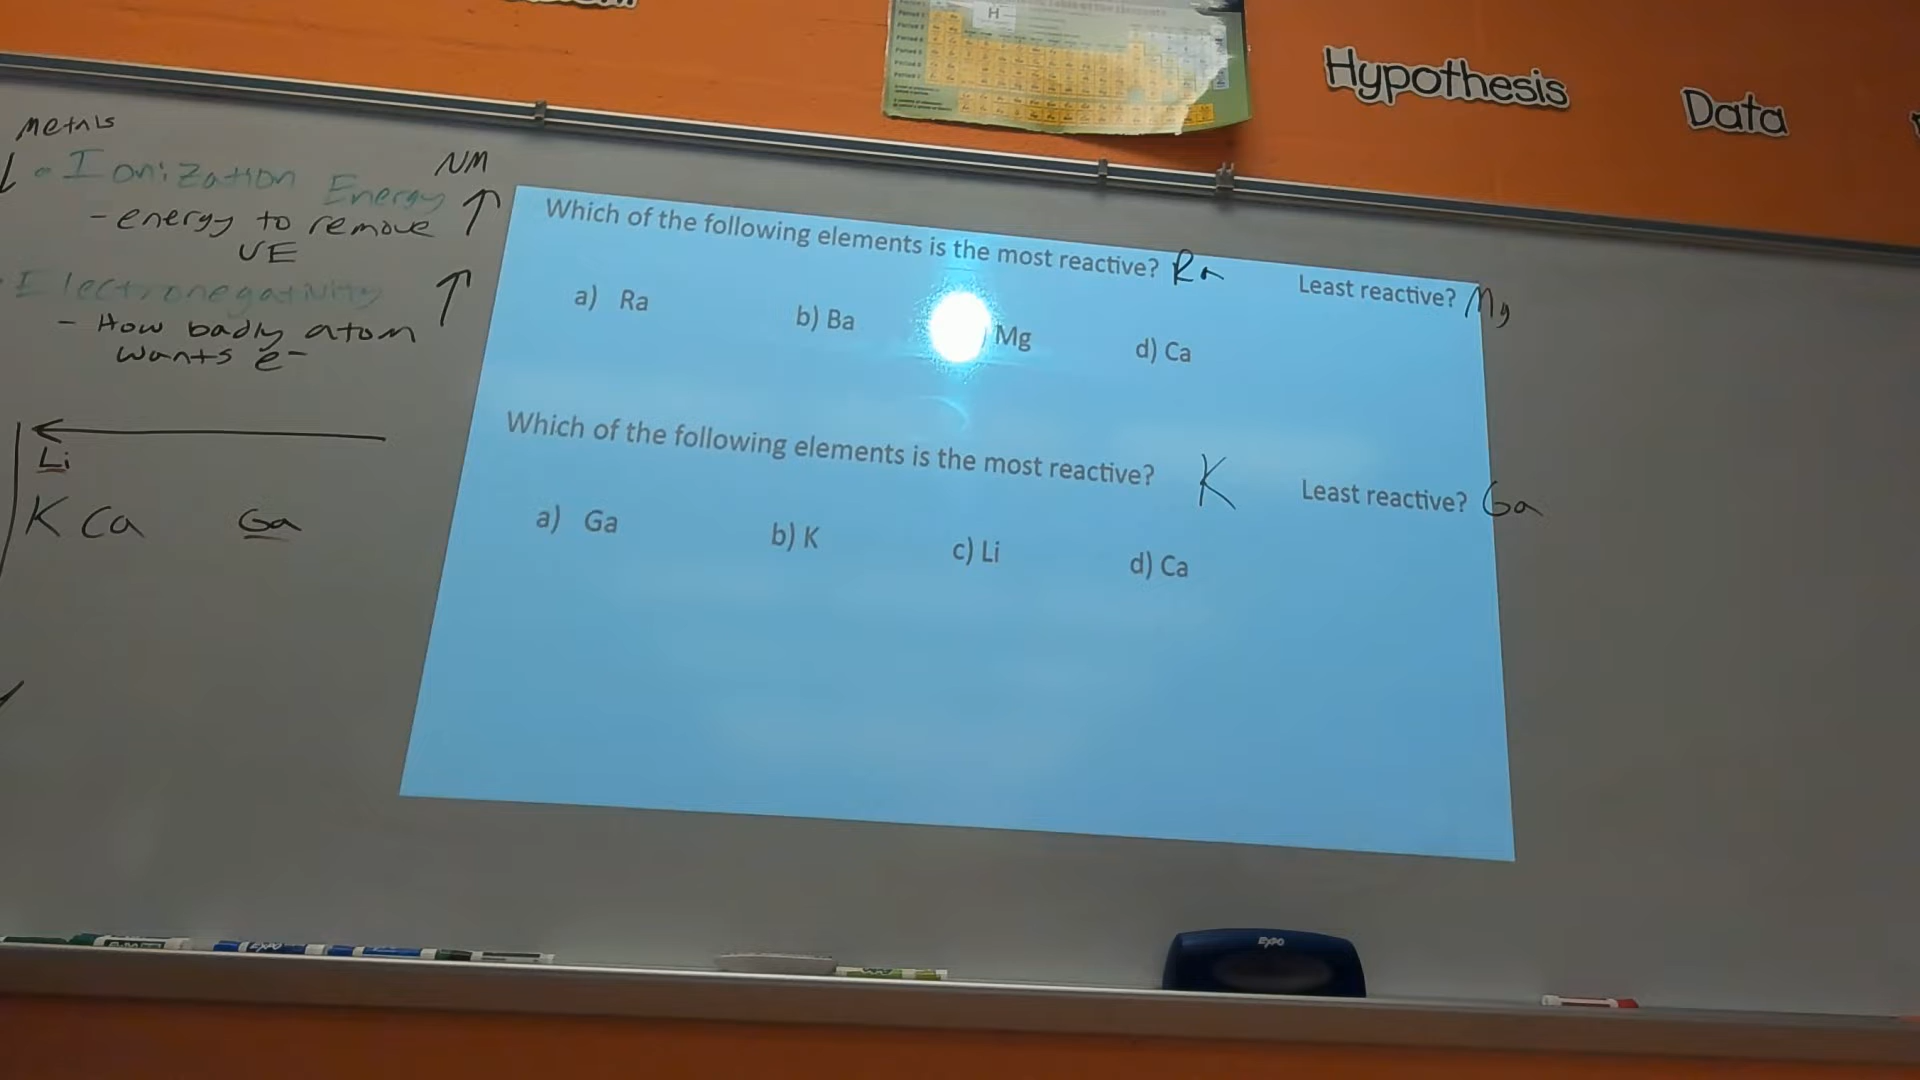 H
Hypothesis
Data
Metals
Ionization Energy
NM
- energy to remove
VE
Electronegativity
- How badly atom
wants e-
Li
K Ca Ga
Which of the following elements is the most reactive? Ra Least reactive? Mg
a) Ra b) Ba Mg d) Ca
Which of the following elements is the most reactive? K Least reactive? Ga
a) Ga b) K c) Li d) Ca
EXPO
EXPO